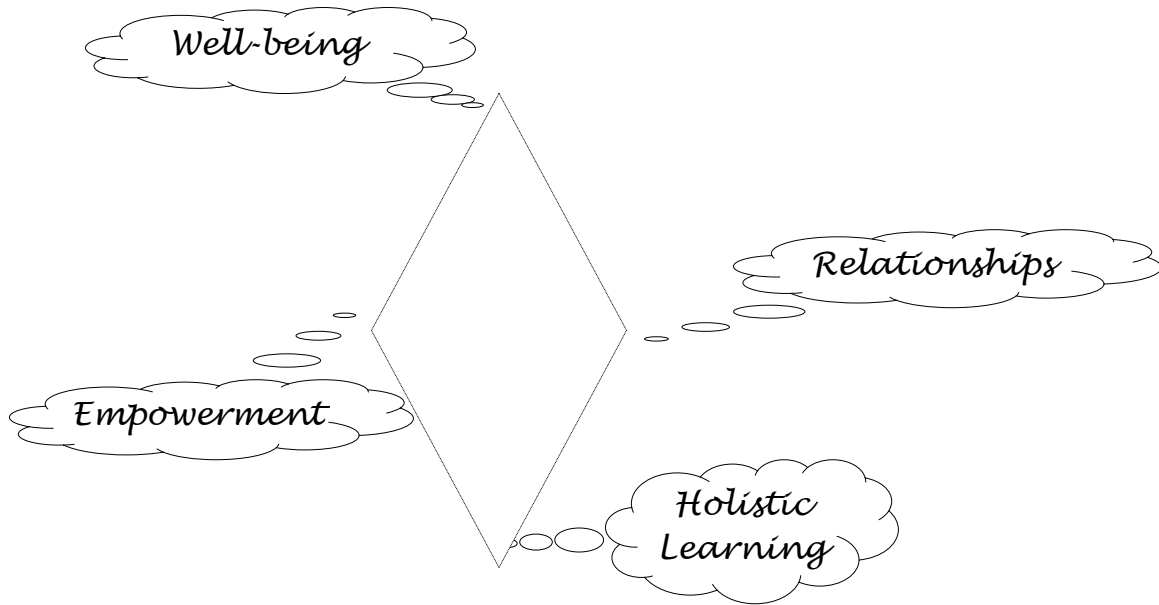 Well-being
Relationships
Empowerment
Holistic
Learning